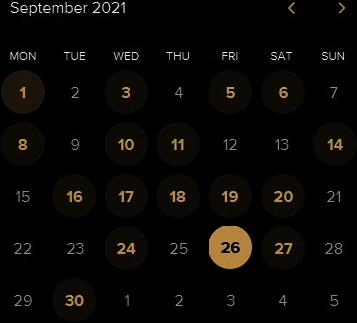 September 2021
MON TUE WED THU FRI SAT SUN
1 2 3 4 5 6 7
8 9 10 11 12 13 14
15 16 17 18 19 20 21
22 23 24 25 26 27 28
29 30 1 2 3 4 5